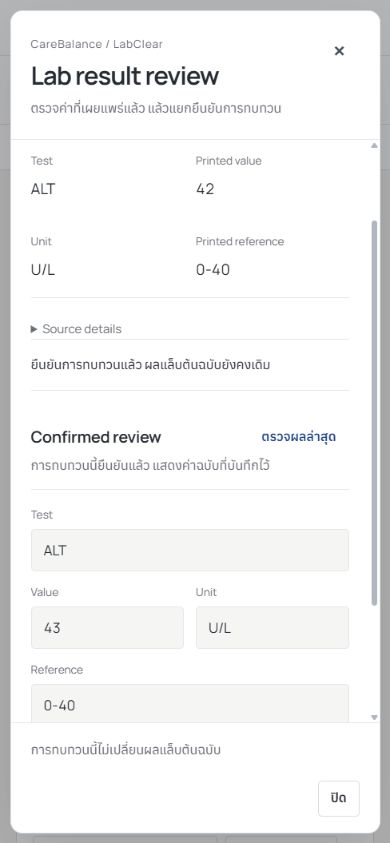 CareBalance / LabClear
Lab result review
ตรวจค่าที่เผยแพร่แล้ว แล้วแยกยืนยันการทบทวน
Test
Printed value
ALT
42
Unit
Printed reference
U/L
0-40
Source details
ยืนยันการทบทวนแล้ว ผลแล็บต้นฉบับยังคงเดิม
Confirmed review
ตรวจผลล่าสุด
การทบทวนนี้ยืนยันแล้ว แสดงค่าฉบับที่บันทึกไว้
Test
ALT
Value
Unit
43
U/L
Reference
0-40
การทบทวนนี้ไม่เปลี่ยนผลแล็บต้นฉบับ
ปิด